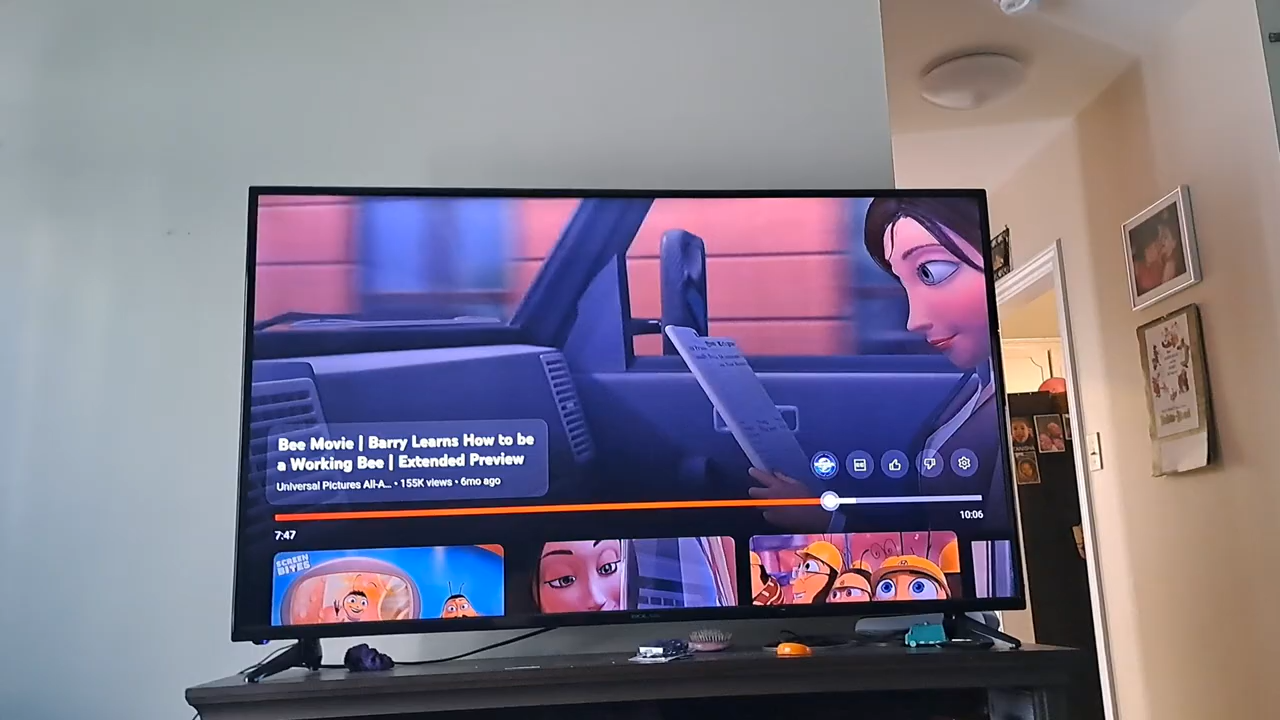 Bee Movie | Barry Learns How to be
a Working Bee | Extended Preview
Universal Pictures All-A... • 155K views • 6mo ago
7:47
10:06
SCREEN
BITES